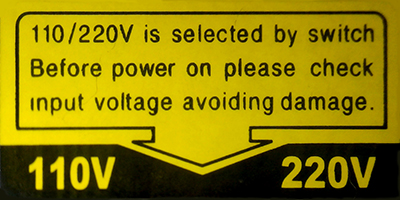 110/220V is selected by switch
Before power on please check
input voltage avoiding damage.
110V 220V